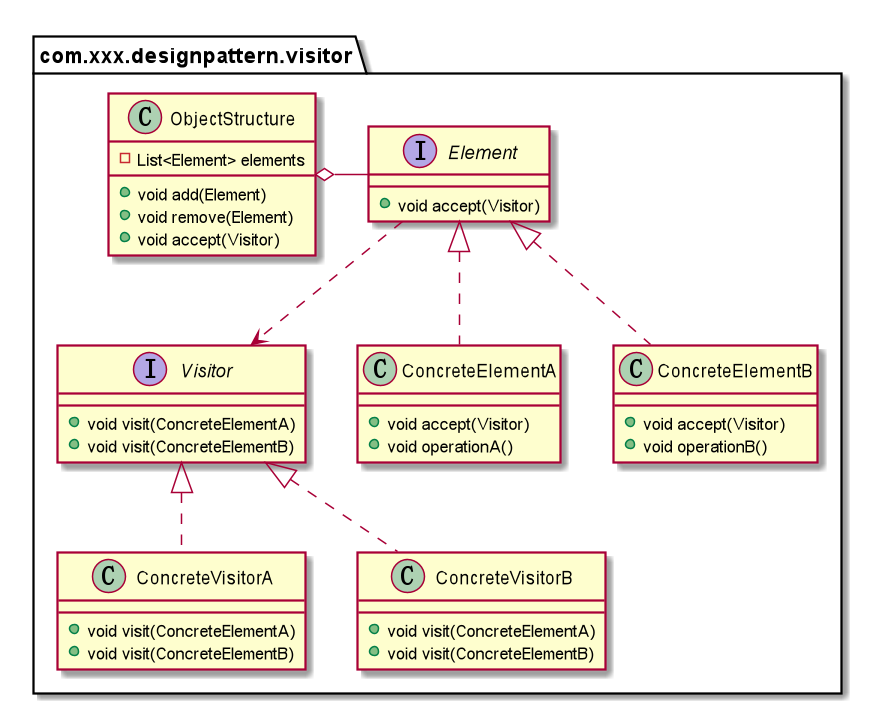 com.xxx.designpattern.visitor
C ObjectStructure
List<Element> elements
void add(Element)
void remove(Element)
void accept(Visitor)
I Element
void accept(Visitor)
I Visitor
void visit(ConcreteElementA)
void visit(ConcreteElementB)
C ConcreteElementA
void accept(Visitor)
void operationA()
C ConcreteElementB
void accept(Visitor)
void operationB()
C ConcreteVisitorA
void visit(ConcreteElementA)
void visit(ConcreteElementB)
C ConcreteVisitorB
void visit(ConcreteElementA)
void visit(ConcreteElementB)